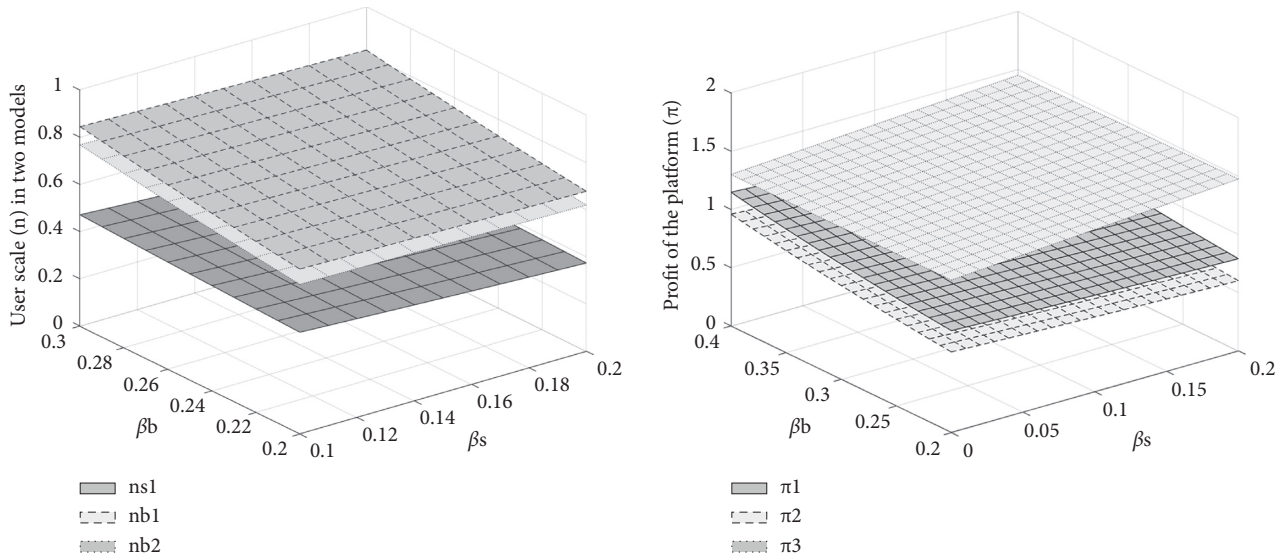 User scale (n) in two models
1
0.8
0.6
0.4
0.2
0
0.3
0.28
0.26
0.24
0.22
0.2
βb
0.1
0.12
0.14
0.16
0.18
0.2
βs
ns1
nb1
nb2
Profit of the platform (π)
2
1.5
1
0.5
0
0.4
0.35
0.3
0.25
0.2
βb
0
0.05
0.1
0.15
0.2
βs
π1
π2
π3